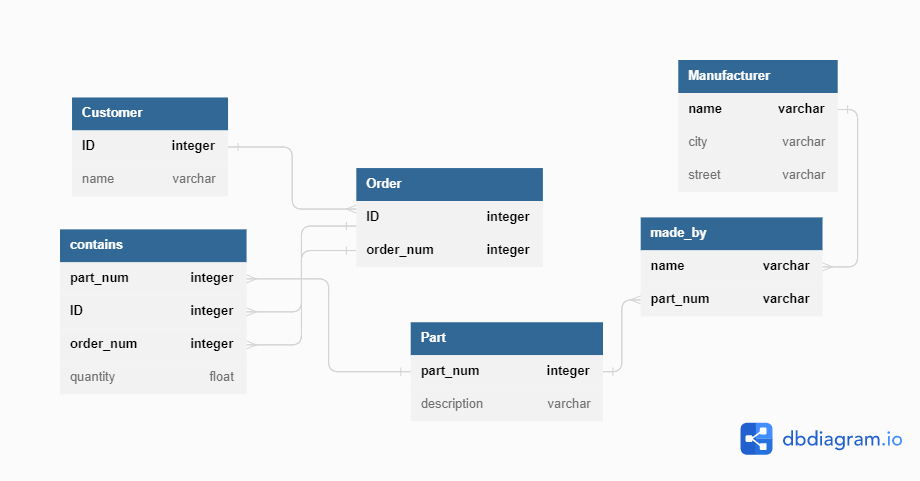 Customer
ID integer
name varchar
contains
part_num integer
ID integer
order_num integer
quantity float
Order
ID integer
order_num integer
Part
part_num integer
description varchar
Manufacturer
name varchar
city varchar
street varchar
made_by
name varchar
part_num varchar
dbdiagram.io